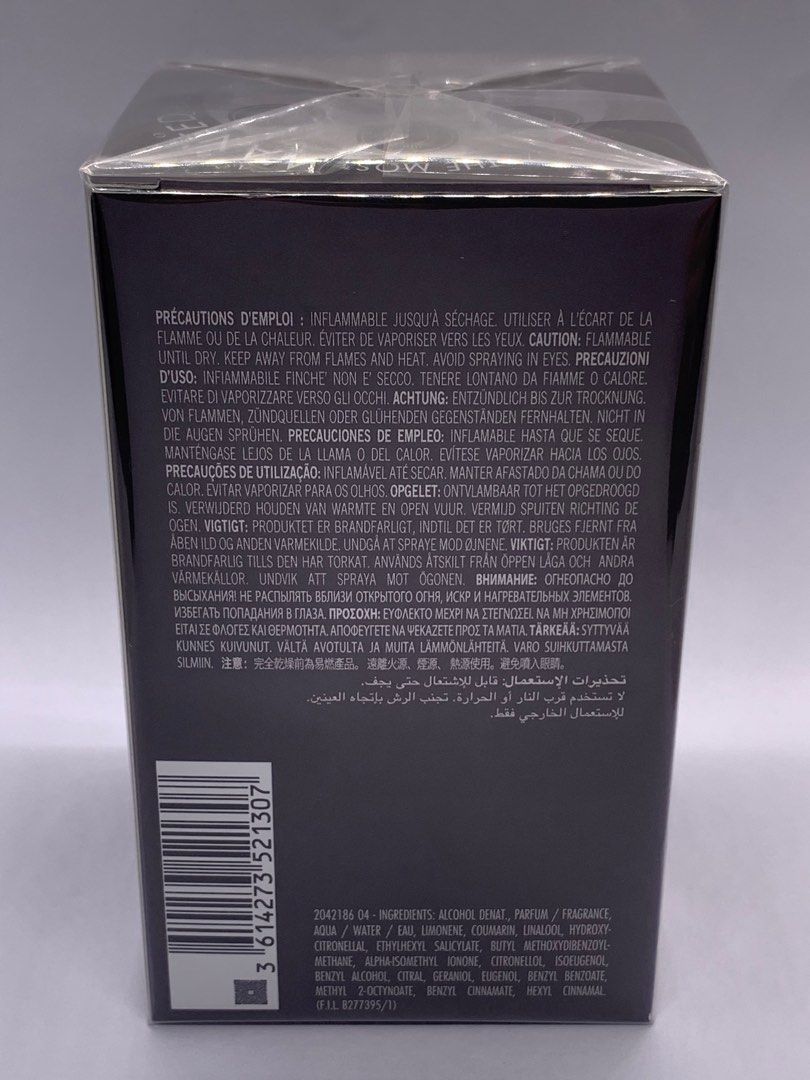 THE MOS
PRÉCAUTIONS D'EMPLOI : INFLAMMABLE JUSQU'À SÉCHAGE. UTILISER À L'ÉCART DE LA
FLAMME OU DE LA CHALEUR. ÉVITER DE VAPORISER VERS LES YEUX. CAUTION: FLAMMABLE
UNTIL DRY. KEEP AWAY FROM FLAMES AND HEAT. AVOID SPRAYING IN EYES. PRECAUZIONI
D'USO: INFIAMMABILE FINCHE' NON E' SECCO. TENERE LONTANO DA FIAMME O CALORE.
EVITARE DI VAPORIZZARE VERSO GLI OCCHI. ACHTUNG: ENTZÜNDLICH BIS ZUR TROCKNUNG.
VON FLAMMEN, ZÜNDQUELLEN ODER GLÜHENDEN GEGENSTÄNDEN FERNHALTEN. NICHT IN
DIE AUGEN SPRÜHEN. PRECAUCIONES DE EMPLEO: INFLAMABLE HASTA QUE SE SEQUE.
MANTÉNGASE LEJOS DE LA LLAMA O DEL CALOR. EVÍTESE VAPORIZAR HACIA LOS OJOS.
PRECAUÇÕES DE UTILIZAÇÃO: INFLAMÁVEL ATÉ SECAR. MANTER AFASTADO DA CHAMA OU DO
CALOR. EVITAR VAPORIZAR PARA OS OLHOS. OPGELET: ONTVLAMBAAR TOT HET OPGEDROOGD
IS. VERWIJDERD HOUDEN VAN WARMTE EN OPEN VUUR. VERMIJD SPUITEN RICHTING DE
OGEN. VIGTIGT: PRODUKTET ER BRANDFARLIGT, INDTIL DET ER TØRT. BRUGES FJERNT FRA
ÅBEN ILD OG ANDEN VARMEKILDE. UNDGÅ AT SPRAYE MOD ØJNENE. VIKTIGT: PRODUKTEN ÄR
BRANDFARLIG TILLS DEN HAR TORKAT. ANVÄNDS ÅTSKILT FRÅN ÖPPEN LÅGA OCH ANDRA
VÄRMEKÄLLOR. UNDVIK ATT SPRAYA MOT ÖGONEN. ВНИМАНИЕ: ОГНЕОПАСНО ДО
ВЫСЫХАНИЯ! НЕ РАСПЫЛЯТЬ ВБЛИЗИ ОТКРЫТОГО ОГНЯ, ИСКР И НАГРЕВАТЕЛЬНЫХ ЭЛЕМЕНТОВ.
ИЗБЕГАТЬ ПОПАДАНИЯ В ГЛАЗА. ΠΡΟΣΟΧΗ: ΕΥΦΛΕΚΤΟ ΜΕΧΡΙ ΝΑ ΣΤΕΓΝΩΣΕΙ. ΝΑ ΜΗ ΧΡΗΣΙΜΟΠΟΙ
ΕΙΤΑΙ ΣΕ ΦΛΟΓΕΣ ΚΑΙ ΘΕΡΜΟΤΗΤΑ. ΑΠΟΦΕΥΓΕΤΕ ΝΑ ΨΕΚΑΖΕΤΕ ΠΡΟΣ ΤΑ ΜΑΤΙΑ. TÄRKEÄÄ: SYTTYVÄÄ
KUNNES KUIVUNUT. VÄLTÄ AVOTULTA JA MUITA LÄMMÖNLÄHTEITÄ. VARO SUIHKUTTAMASTA
SILMIIN. 注意: 完全乾燥前為易燃產品。遠離火源、煙源、熱源使用。避免噴入眼睛。
تحذيرات الإستعمال: قابل للإشتعال حتى يجف.
لا تستخدم قرب النار أو الحرارة. تجنب الرش بإتجاه العينين.
للإستعمال الخارجي فقط.
3 614273 521307
2042186 04 - INGREDIENTS: ALCOHOL DENAT., PARFUM / FRAGRANCE,
AQUA / WATER / EAU, LIMONENE, COUMARIN, LINALOOL, HYDROXY-
CITRONELLAL, ETHYLHEXYL SALICYLATE, BUTYL METHOXYDIBENZOYL-
METHANE, ALPHA-ISOMETHYL IONONE, CITRONELLOL, ISOEUGENOL,
BENZYL ALCOHOL, CITRAL, GERANIOL, EUGENOL, BENZYL BENZOATE,
METHYL 2-OCTYNOATE, BENZYL CINNAMATE, HEXYL CINNAMAL.
(F.I.L. B277395/1)